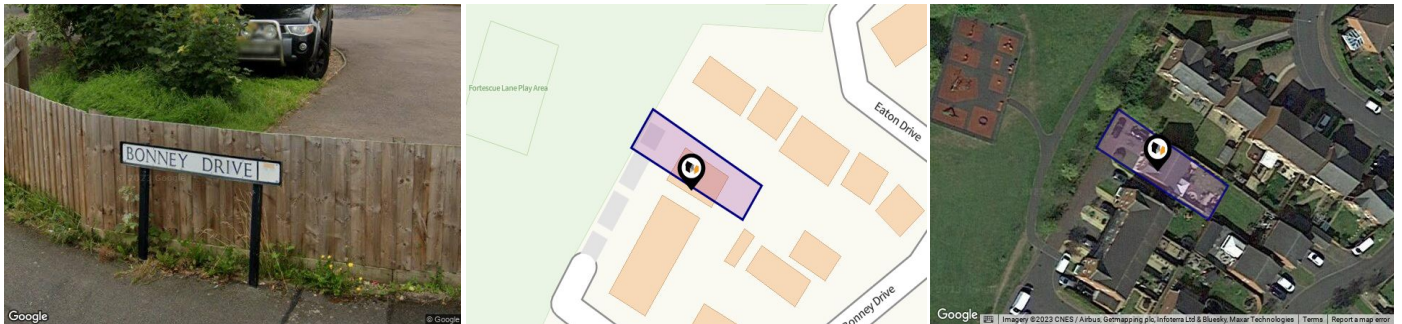 BONNEY DRIVE
Google
© Google
Fortescue Lane Play Area
Eaton Drive
Bonney Drive
Google
Imagery ©2023 CNES / Airbus, Getmapping plc, Infoterra Ltd & Bluesky, Maxar Technologies
Terms
Report a map error